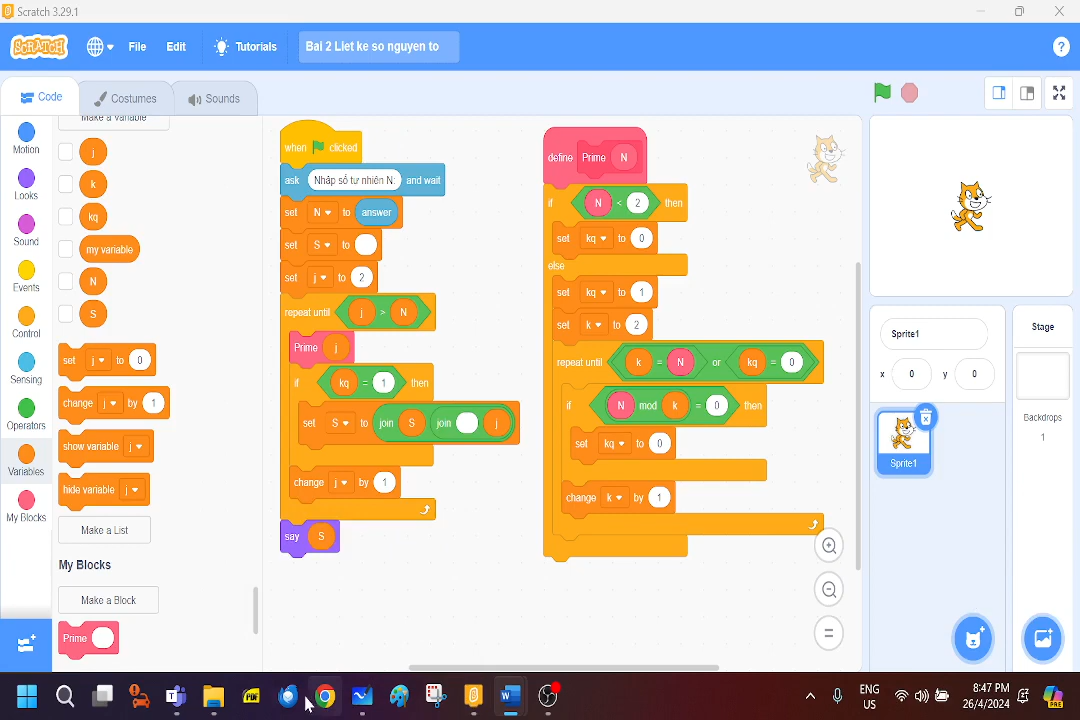 Scratch 3.29.1
SCRATCH File Edit Tutorials Bai 2 Liet ke so nguyen to ?
Code Costumes Sounds
Motion
Looks
Sound
Events
Control
Sensing
Operators
Variables
My Blocks
Make a Variable
j
k
kq
my variable
N
S
set j to 0
change j by 1
show variable j
hide variable j
Make a List
My Blocks
Make a Block
Prime
when clicked
ask Nhập số tự nhiên N: and wait
set N to answer
set S to
set j to 2
repeat until j > N
Prime j
if kq = 1 then
set S to join S join j
change j by 1
say S
define Prime N
if N < 2 then
set kq to 0
else
set kq to 1
set k to 2
repeat until k = N or kq = 0
if N mod k = 0 then
set kq to 0
change k by 1
Sprite1
x 0 y 0
Sprite1
Stage
Backdrops
1
PDF
ENG
US
8:47 PM
26/4/2024
PRE